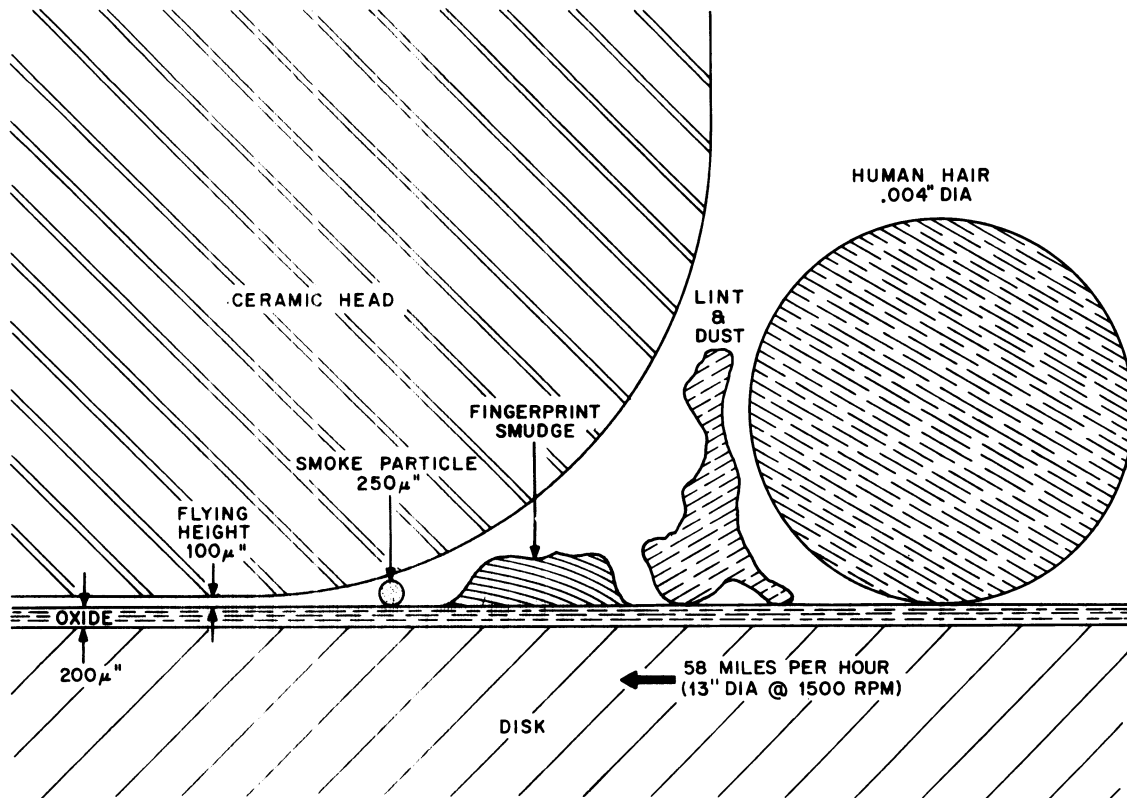 HUMAN HAIR
.004" DIA
CERAMIC HEAD
LINT
&
DUST
FINGERPRINT
SMUDGE
SMOKE PARTICLE
250μ"
FLYING
HEIGHT
100μ"
OXIDE
200μ"
58 MILES PER HOUR
(13" DIA @ 1500 RPM)
DISK